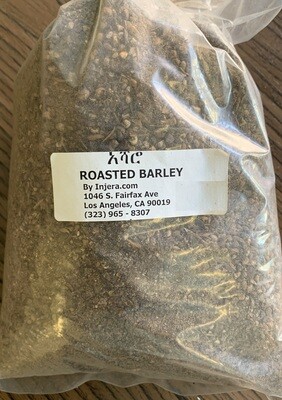 አሻሮ
ROASTED BARLEY
By Injera.com
1046 S. Fairfax Ave
Los Angeles, CA 90019
(323) 965 - 8307